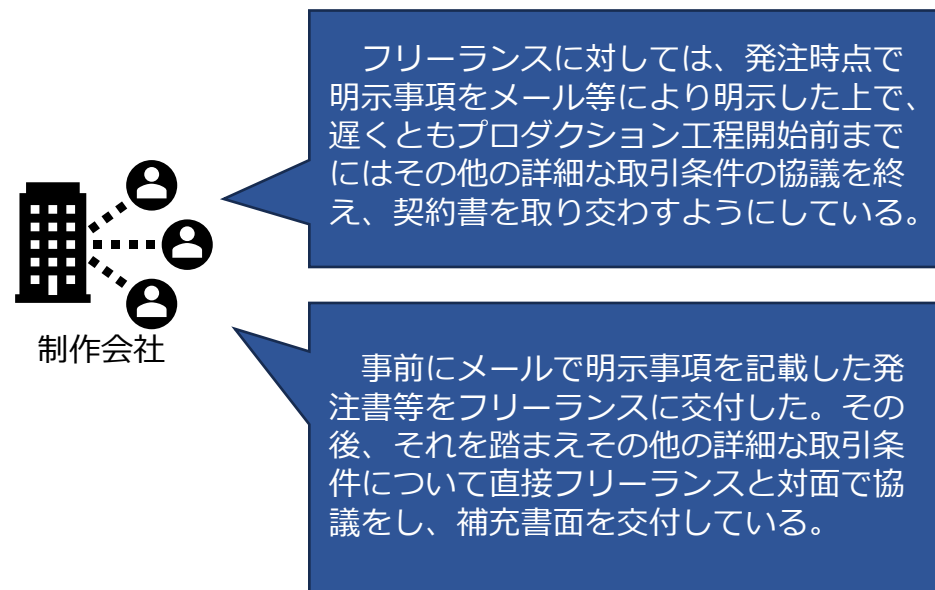 フリーランスに対しては、発注時点で
明示事項をメール等により明示した上で、
遅くともプロダクション工程開始前まで
にはその他の詳細な取引条件の協議を終
え、契約書を取り交わすようにしている。
制作会社
事前にメールで明示事項を記載した発
注書等をフリーランスに交付した。その
後、それを踏まえその他の詳細な取引条
件について直接フリーランスと対面で協
議をし、補充書面を交付している。